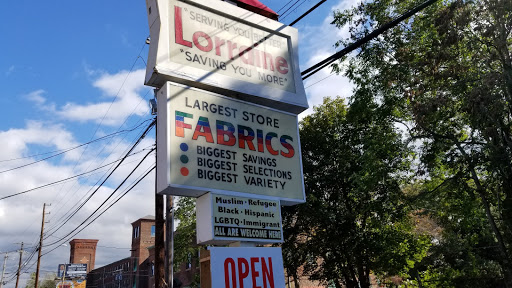 "SERVING YOU BETTER
Lorraine
"SAVING YOU MORE"
LARGEST STORE
FABRICS
BIGGEST SAVINGS
BIGGEST SELECTIONS
BIGGEST VARIETY
Muslim - Refugee
Black - Hispanic
LGBTQ - Immigrant
ALL ARE WELCOME HERE
OPEN